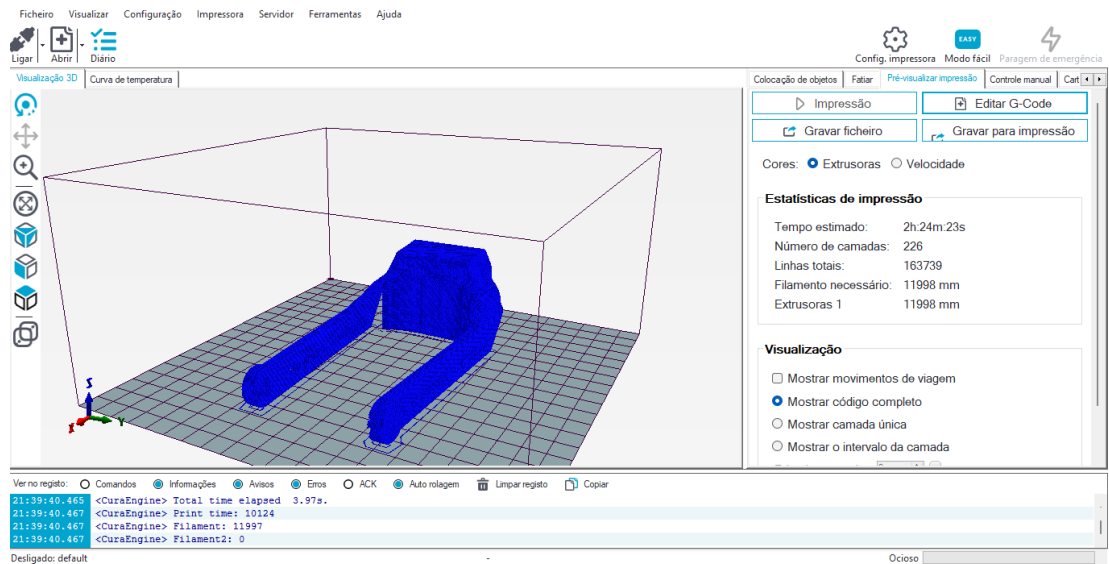 Ficheiro Visualizar Configuração Impressora Servidor Ferramentas Ajuda
Ligar Abrir Diário
EASY
Config. impressora Modo fácil Paragem de emergência
Visualização 3D Curva de temperatura
Colocação de objetos Fatiar Pré-visualizar impressão Controle manual Cart
Impressão Editar G-Code
Gravar ficheiro Gravar para impressão
Cores: Extrusoras Velocidade
Estatísticas de impressão
Tempo estimado: 2h:24m:23s
Número de camadas: 226
Linhas totais: 163739
Filamento necessário: 11998 mm
Extrusoras 1 11998 mm
Visualização
Mostrar movimentos de viagem
Mostrar código completo
Mostrar camada única
Mostrar o intervalo da camada
Z
X Y
Ver no registo: Comandos Informações Avisos Erros ACK Auto rolagem Limpar registo Copiar
21:39:40.465 <CuraEngine> Total time elapsed 3.97s.
21:39:40.467 <CuraEngine> Print time: 10124
21:39:40.467 <CuraEngine> Filament: 11997
21:39:40.467 <CuraEngine> Filament2: 0
Desligado: default - Ocioso